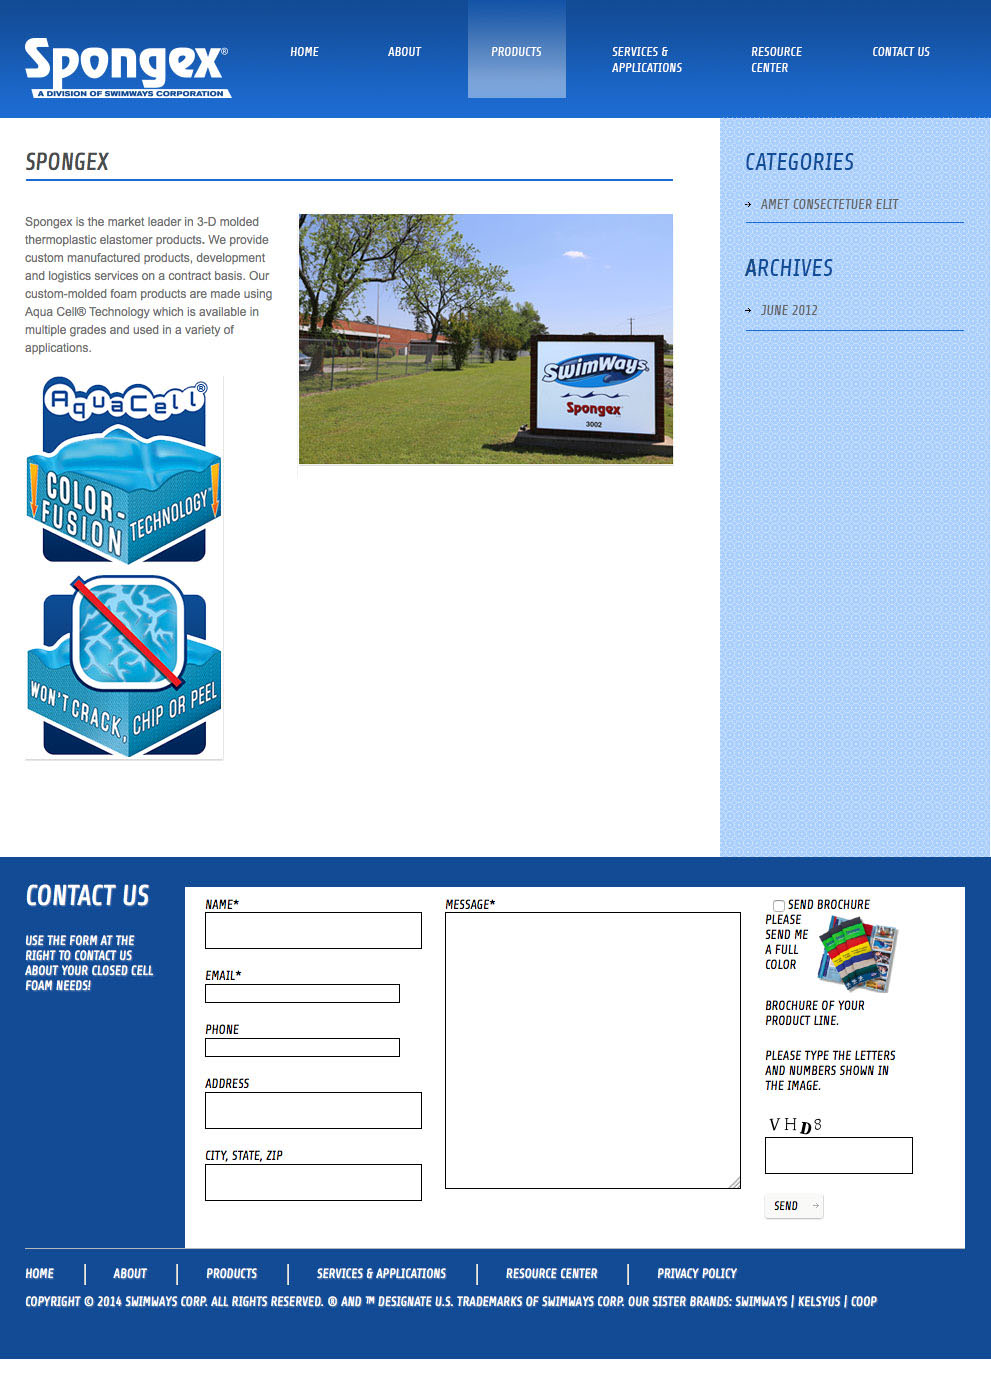 Spongex®
A DIVISION OF SWIMWAYS CORPORATION
HOME
ABOUT
PRODUCTS
SERVICES &
APPLICATIONS
RESOURCE
CENTER
CONTACT US
SPONGEX
Spongex is the market leader in 3-D molded
thermoplastic elastomer products. We provide
custom manufactured products, development
and logistics services on a contract basis. Our
custom-molded foam products are made using
Aqua Cell® Technology which is available in
multiple grades and used in a variety of
applications.
SwimWays
Spongex
3002
AquaCell®
COLOR-
FUSION
TECHNOLOGY™
WON'T CRACK,
CHIP OR PEEL
CATEGORIES
AMET CONSECTETUER ELIT
ARCHIVES
JUNE 2012
CONTACT US
USE THE FORM AT THE
RIGHT TO CONTACT US
ABOUT YOUR CLOSED CELL
FOAM NEEDS!
NAME*
EMAIL*
PHONE
ADDRESS
CITY, STATE, ZIP
MESSAGE*
SEND BROCHURE
PLEASE
SEND ME
A FULL
COLOR
BROCHURE OF YOUR
PRODUCT LINE.
PLEASE TYPE THE LETTERS
AND NUMBERS SHOWN IN
THE IMAGE.
VHD8
SEND
HOME
ABOUT
PRODUCTS
SERVICES & APPLICATIONS
RESOURCE CENTER
PRIVACY POLICY
COPYRIGHT © 2014 SWIMWAYS CORP. ALL RIGHTS RESERVED. ® AND ™ DESIGNATE U.S. TRADEMARKS OF SWIMWAYS CORP. OUR SISTER BRANDS: SWIMWAYS | KELSYUS | COOP